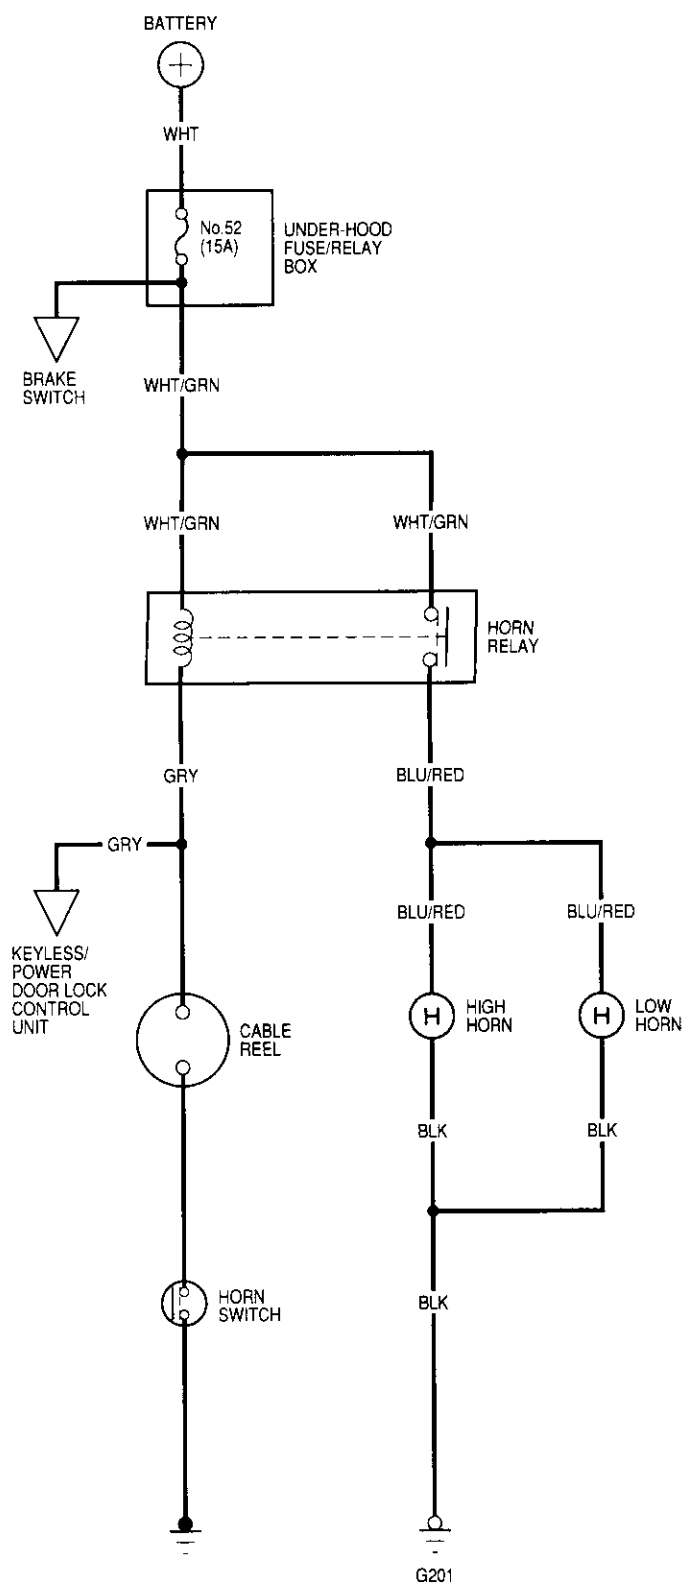 BATTERY
WHT
No.52
(15A)
UNDER-HOOD
FUSE/RELAY
BOX
BRAKE
SWITCH
WHT/GRN
WHT/GRN
WHT/GRN
HORN
RELAY
GRY
BLU/RED
GRY
KEYLESS/
POWER
DOOR LOCK
CONTROL
UNIT
BLU/RED
BLU/RED
H
HIGH
HORN
H
LOW
HORN
CABLE
REEL
BLK
BLK
HORN
SWITCH
BLK
G201